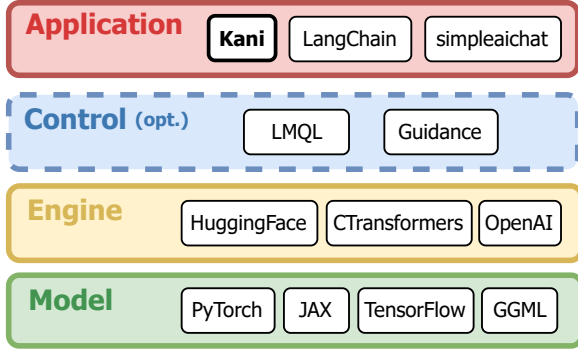 Application Kani LangChain simpleaichat
Control (opt.) LMQL Guidance
Engine HuggingFace CTransformers OpenAI
Model PyTorch JAX TensorFlow GGML